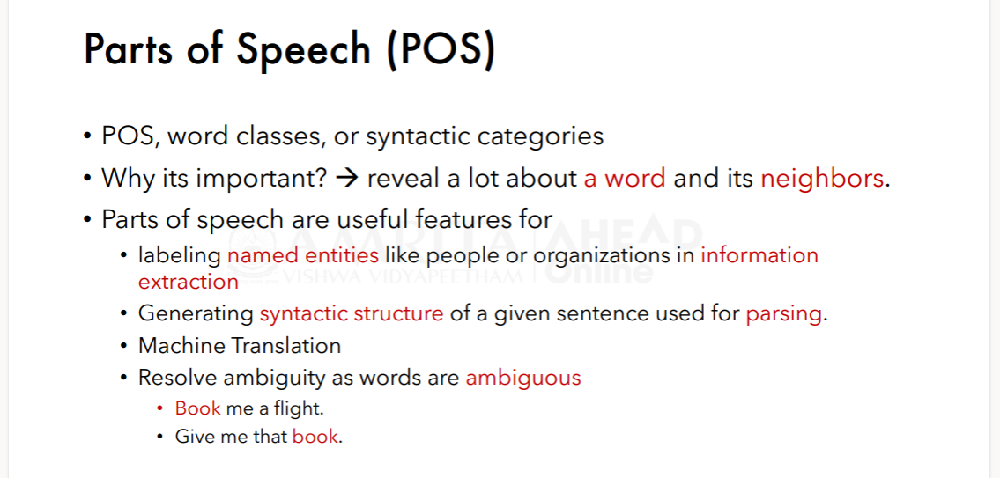 Parts of Speech (POS)
• POS, word classes, or syntactic categories
• Why its important? → reveal a lot about a word and its neighbors.
• Parts of speech are useful features for
• labeling named entities like people or organizations in information
extraction
• Generating syntactic structure of a given sentence used for parsing.
• Machine Translation
• Resolve ambiguity as words are ambiguous
• Book me a flight.
• Give me that book.
AMRITA AHEAD
VISHWA VIDYAPEETHAM Online